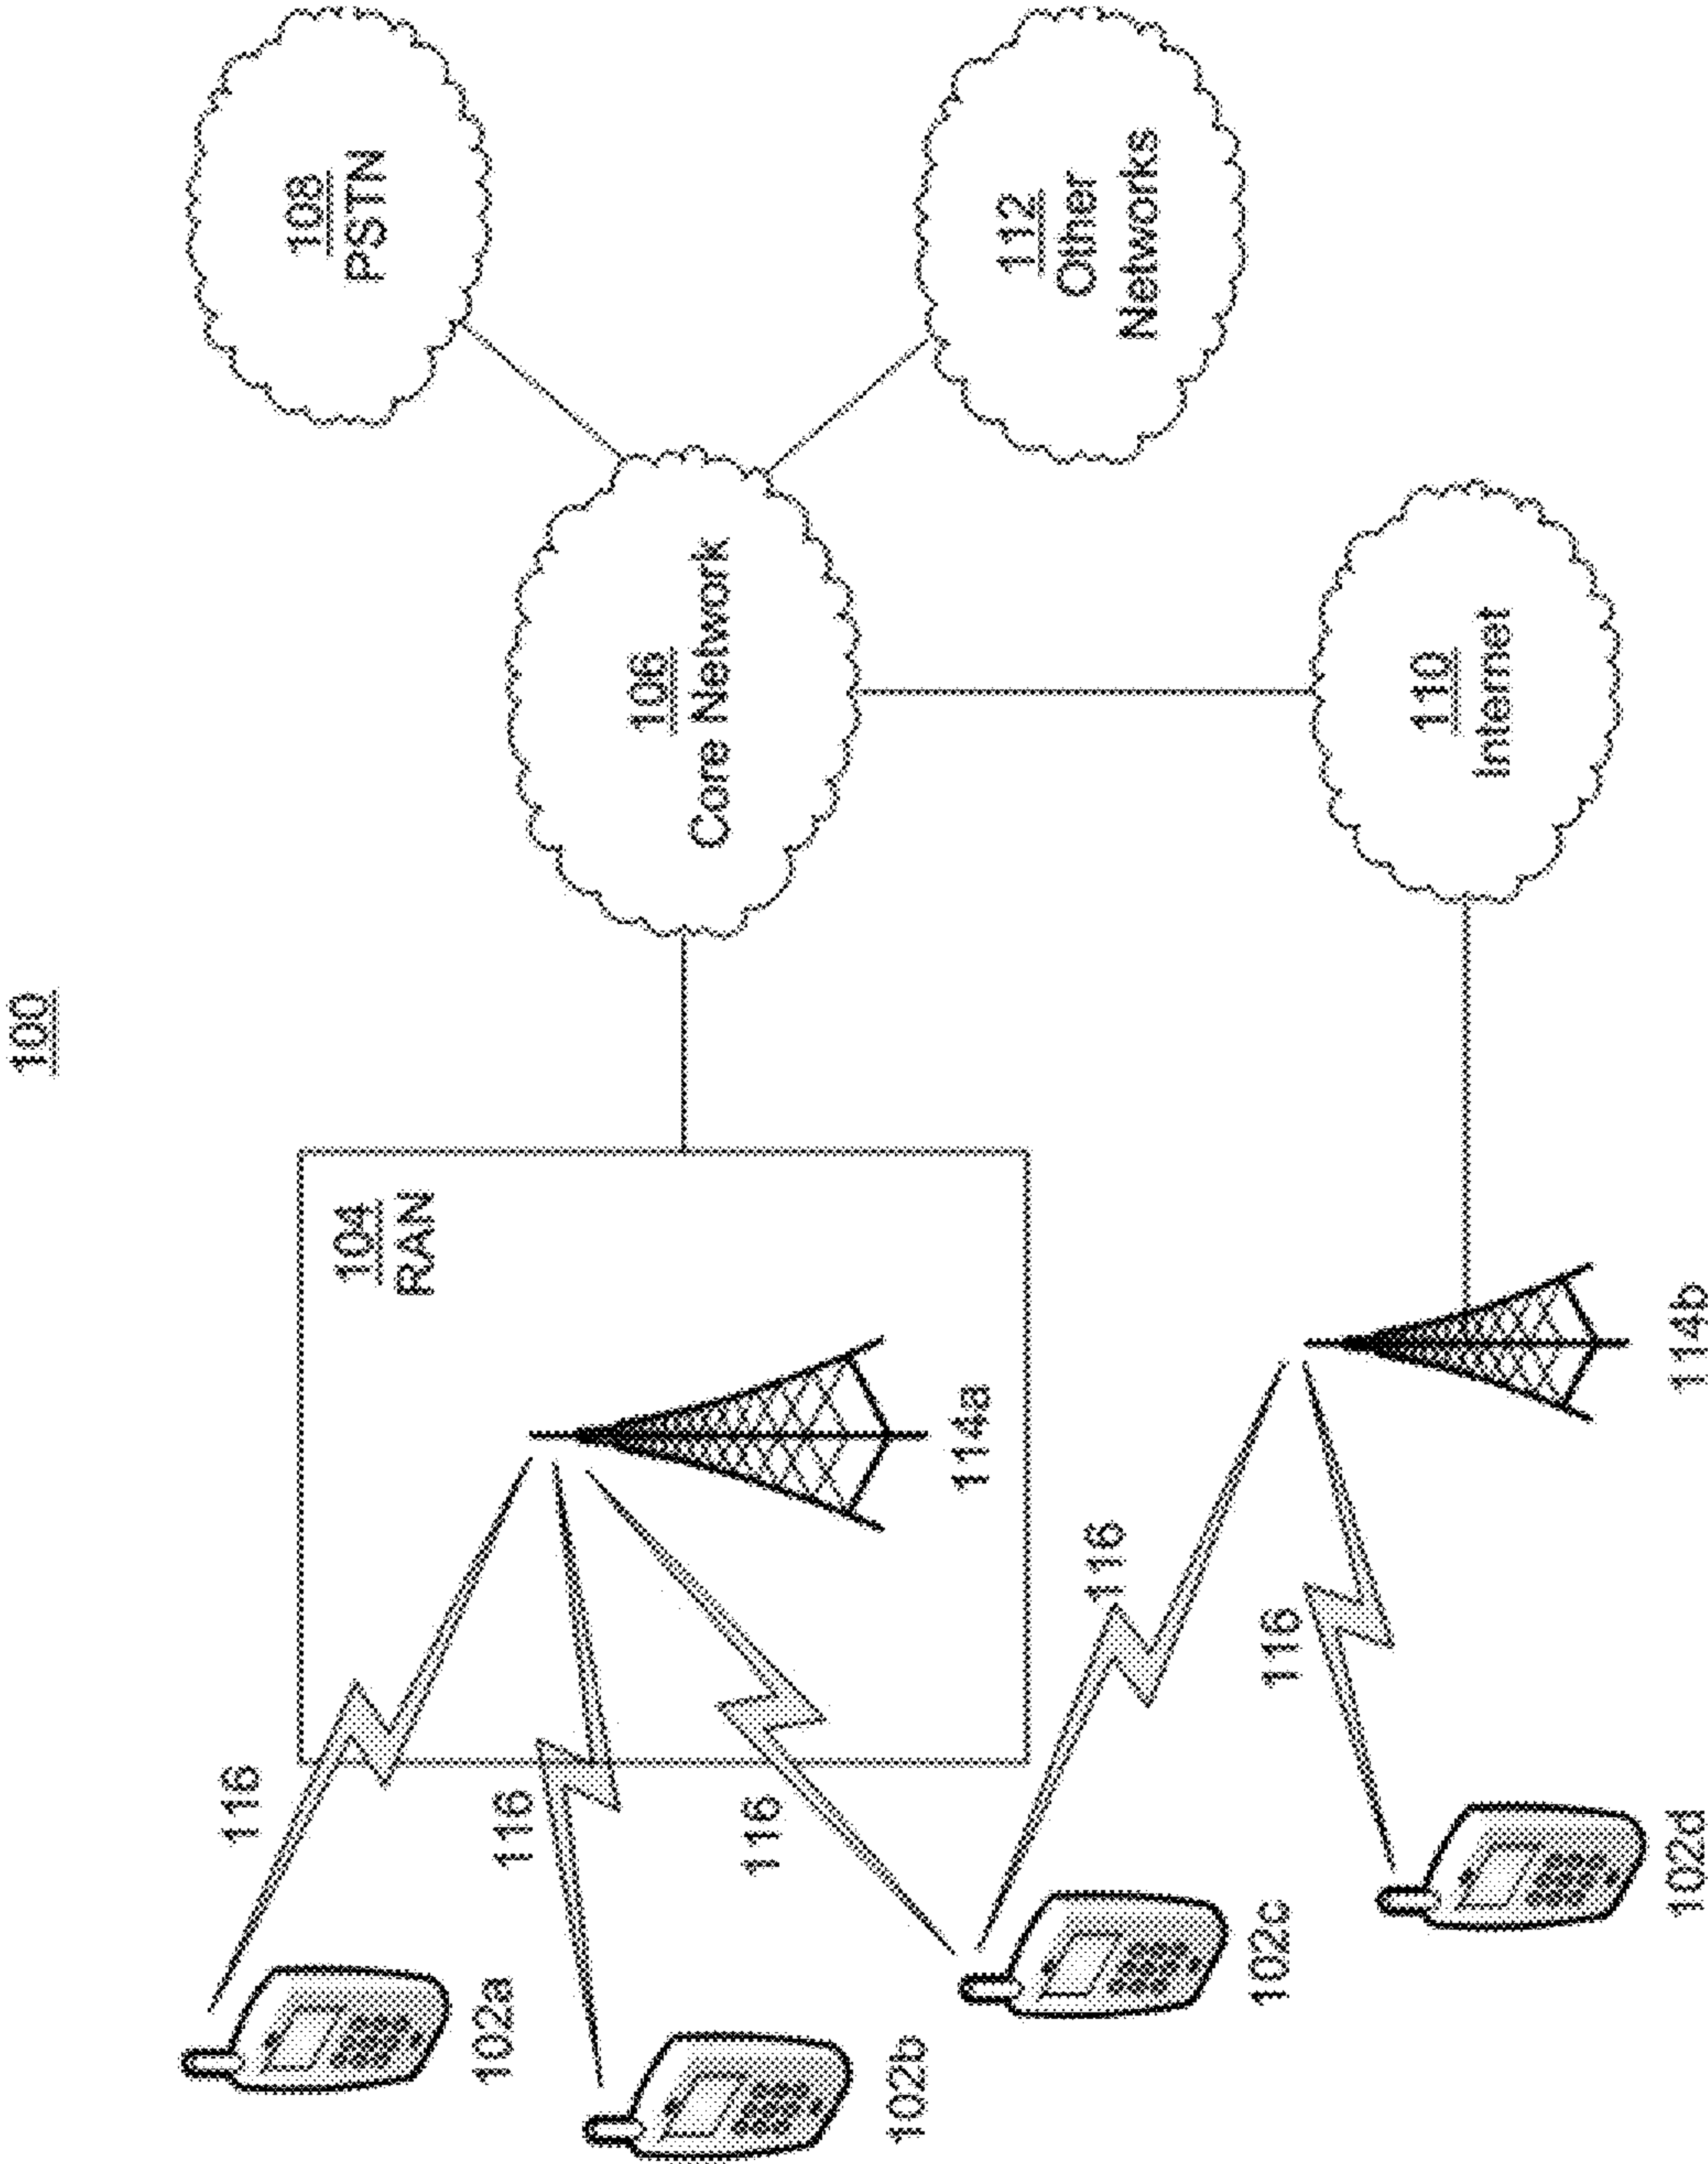 100
102a
116
102b
116
102c
116
116
102d
116
104
RAN
114a
114b
106
Core Network
108
PSTN
112
Other
Networks
110
Internet